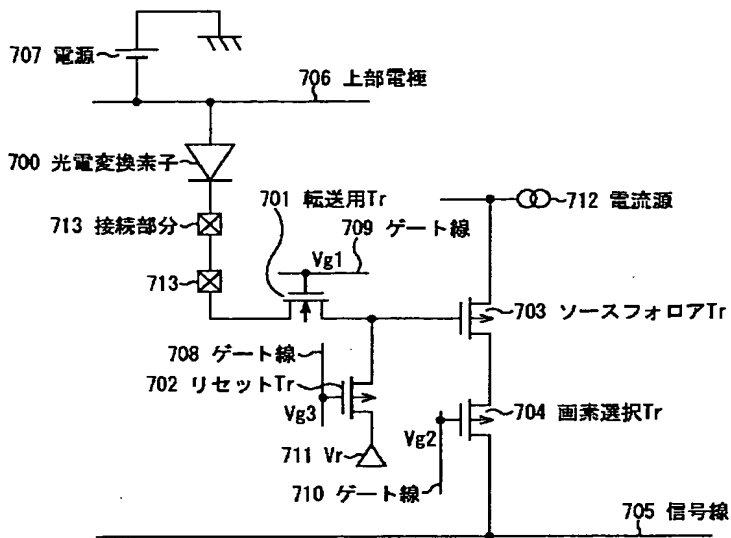 707 電源
706 上部電極
700 光電変換素子
701 転送用Tr
712 電流源
713 接続部分
709 ゲート線
Vg1
713
703 ソースフォロアTr
708 ゲート線
702 リセットTr
704 画素選択Tr
Vg3
Vg2
711 Vr
710 ゲート線
705 信号線